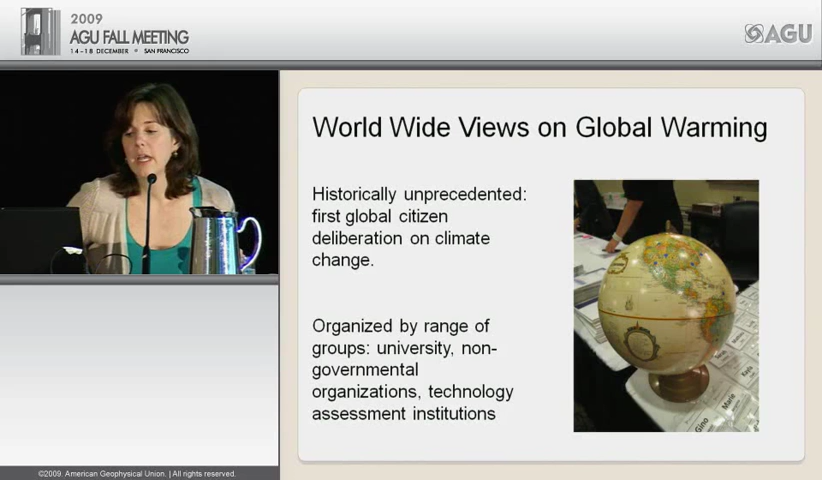 2009
AGU FALL MEETING
14-18 DECEMBER • SAN FRANCISCO
AGU
World Wide Views on Global Warming
Historically unprecedented:
first global citizen
deliberation on climate
change.
Organized by range of
groups: university, non-
governmental
organizations, technology
assessment institutions
Gino
Marie
©2009. American Geophysical Union. | All rights reserved.